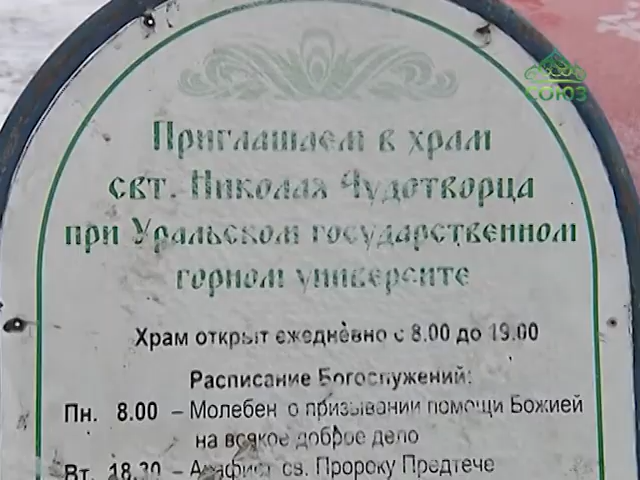 СОЮЗ
Приглашаем в храм
свт. Николая Чудотворца
при Уральском государственном
горном университе
Храм открыт ежедневно с 8.00 до 19.00
Расписание Богослужений:
Пн. 8.00 – Молебен о призывании помощи Божией
на всякое доброе дело
Вт. 18.30 – Акафист св. Пророку Предтече